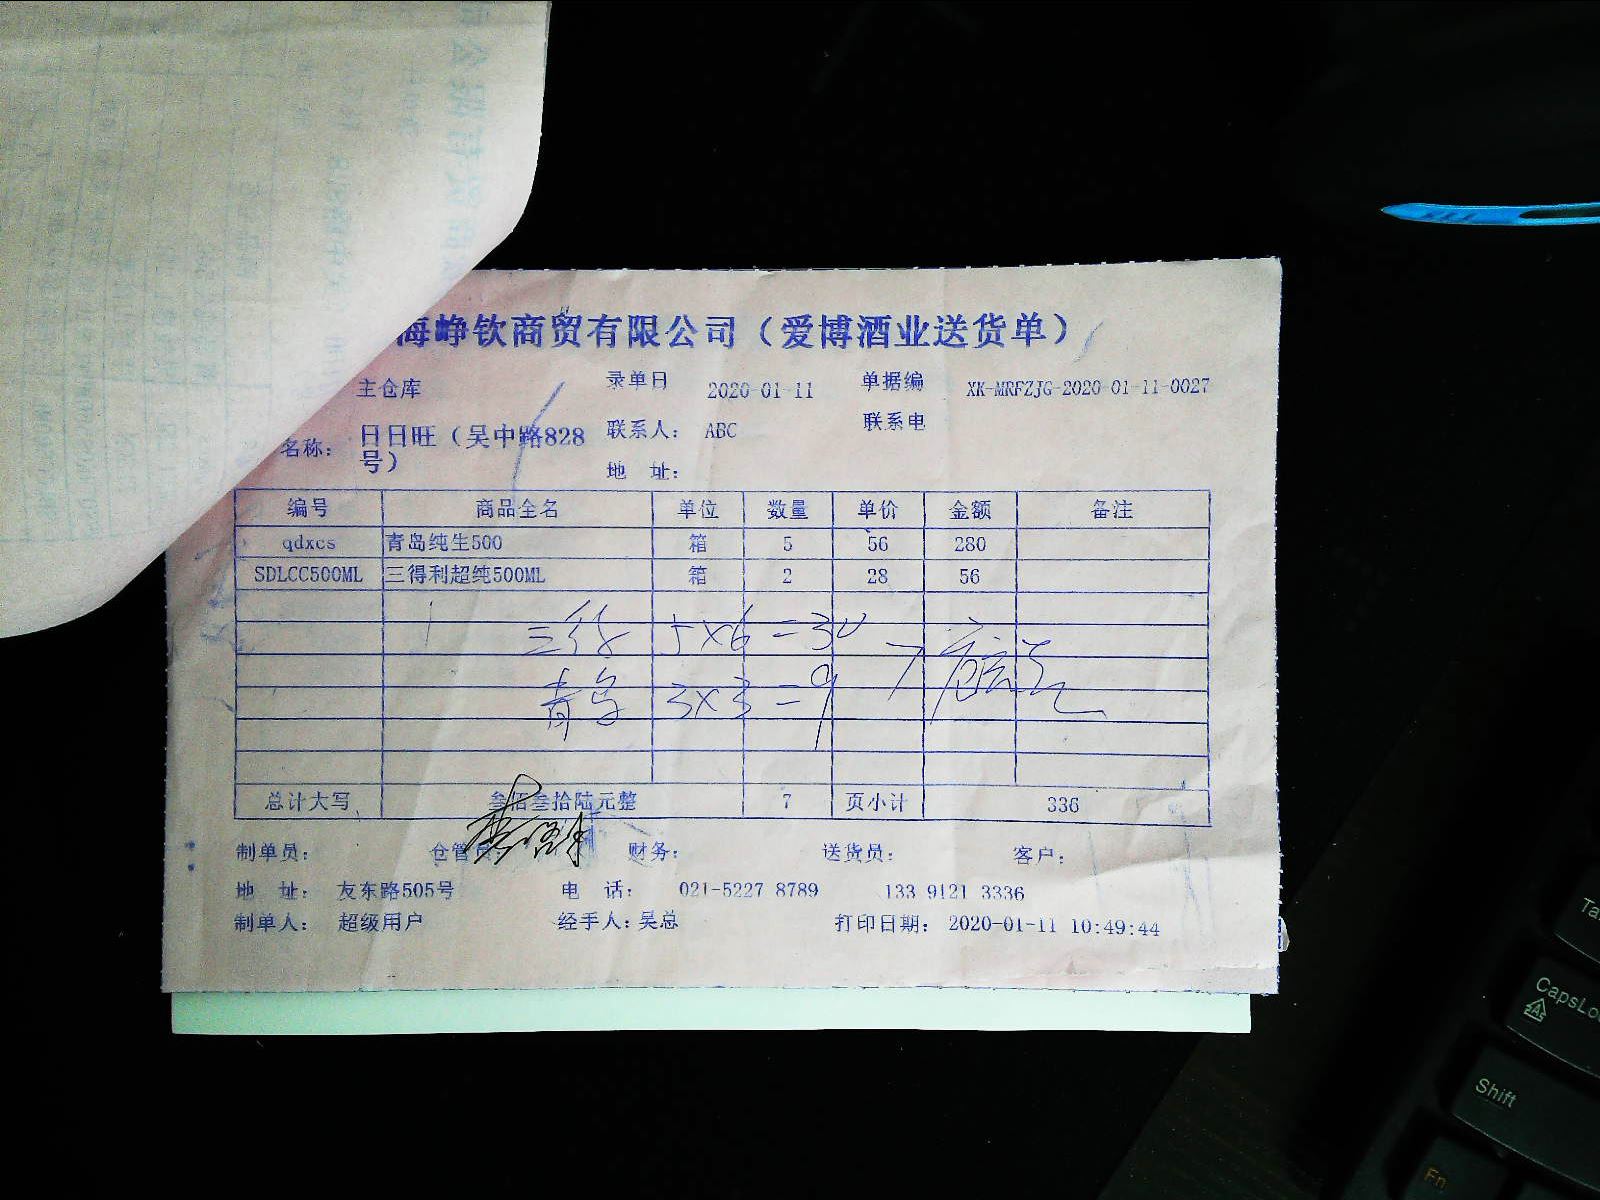 海峥钦商贸有限公司（爱博酒业送货单）
主仓库 录单日 2020-01-11 单据编 XK-MRFZJG-2020-01-11-0027
名称： 日日旺（吴中路828号） 联系人： ABC 联系电
地 址：
编号 商品全名 单位 数量 单价 金额 备注
qdxcs 青岛纯生500 箱 5 56 280
SDLCC500ML 三得利超纯500ML 箱 2 28 56
5×6=30
青岛 3×3=9
总计大写 叁佰叁拾陆元整 7 页小计 336
制单员： 仓管员： 财务： 送货员： 客户：
地 址： 友东路505号 电 话： 021-5227 8789 133 9121 3336
制单人： 超级用户 经手人：吴总 打印日期： 2020-01-11 10:49:44
CapsLo
Shift
Fn